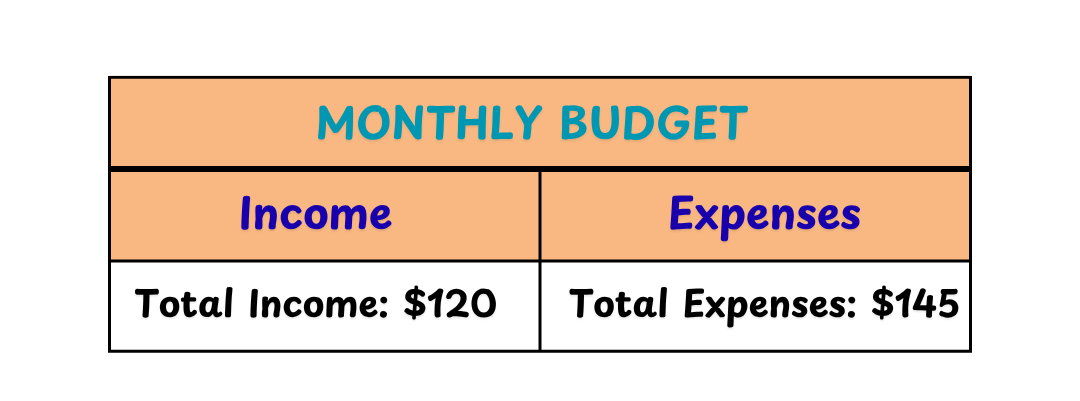 MONTHLY BUDGET
Income
Expenses
Total Income: $120
Total Expenses: $145